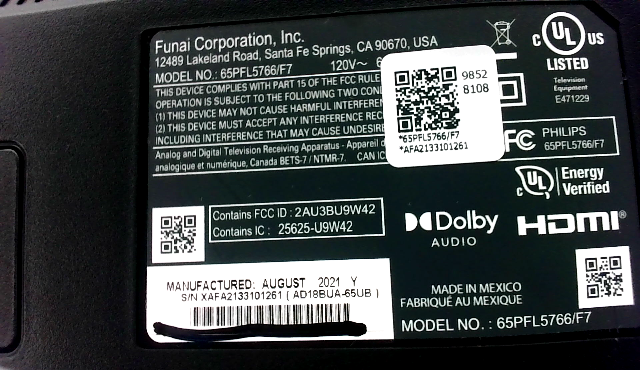 Funai Corporation, Inc.
12489 Lakeland Road, Santa Fe Springs, CA 90670, USA
MODEL NO.: 65PFL5766/F7 120V~ 6
THIS DEVICE COMPLIES WITH PART 15 OF THE FCC RULE
OPERATION IS SUBJECT TO THE FOLLOWING TWO CON
(1) THIS DEVICE MAY NOT CAUSE HARMFUL INTERFEREN
(2) THIS DEVICE MUST ACCEPT ANY INTERFERENCE REC
INCLUDING INTERFERENCE THAT MAY CAUSE UNDESIRE
Analog and Digital Television Receiving Apparatus - Appareil d
analogique et numérique, Canada BETS-7 / NTMR-7. CAN IC
9852
8108
*65PFL5766/F7
*AFA2133101261
C UL US
LISTED
Television
Equipment
E471229
FC PHILIPS
65PFL5766/F7
C UL Energy
Verified
Contains FCC ID : 2AU3BU9W42
Contains IC : 25625-U9W42
Dolby
AUDIO
HDMI®
MANUFACTURED: AUGUST 2021 Y
S/N XAFA2133101261 ( AD18BUA-65UB )
MADE IN MEXICO
FABRIQUÉ AU MEXIQUE
MODEL NO. : 65PFL5766/F7